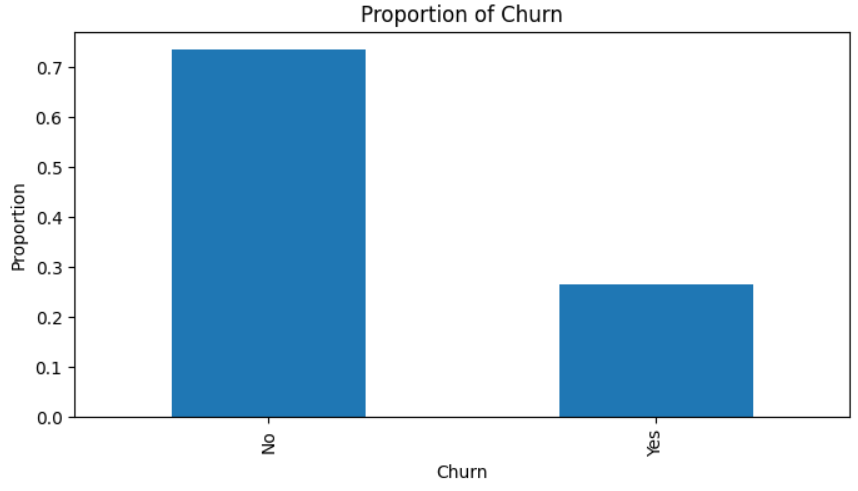 Proportion of Churn
Proportion
0.7
0.6
0.5
0.4
0.3
0.2
0.1
0.0
No
Yes
Churn